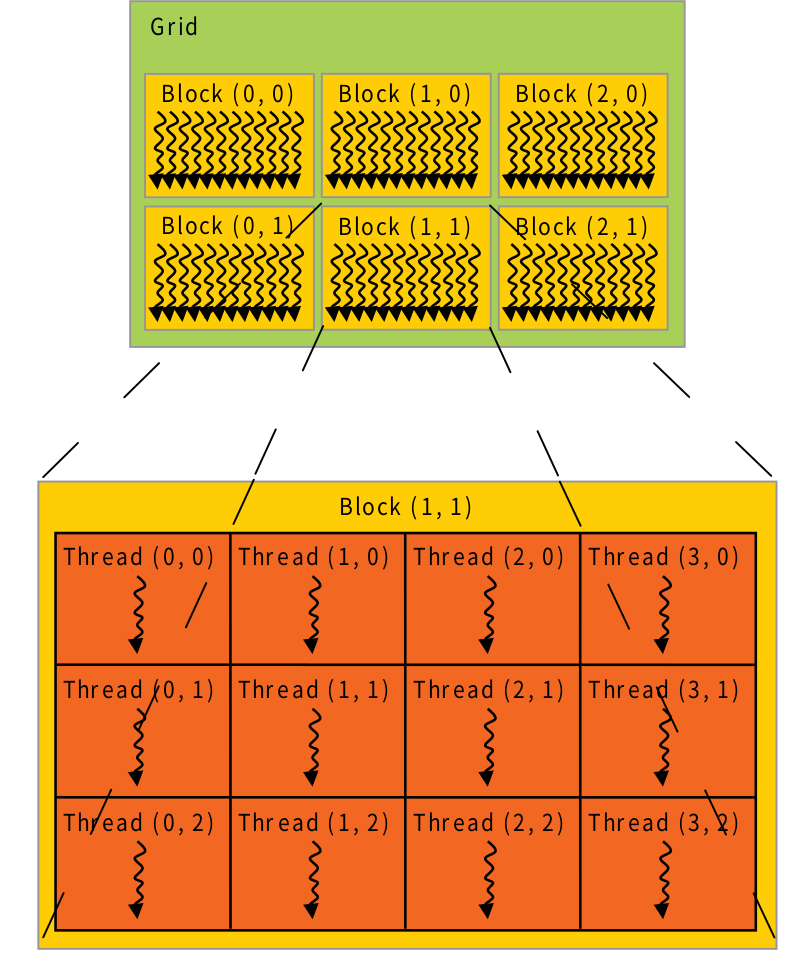 Grid
Block (0, 0) Block (1, 0) Block (2, 0)
Block (0, 1) Block (1, 1) Block (2, 1)
Block (1, 1)
Thread (0, 0) Thread (1, 0) Thread (2, 0) Thread (3, 0)
Thread (0, 1) Thread (1, 1) Thread (2, 1) Thread (3, 1)
Thread (0, 2) Thread (1, 2) Thread (2, 2) Thread (3, 2)